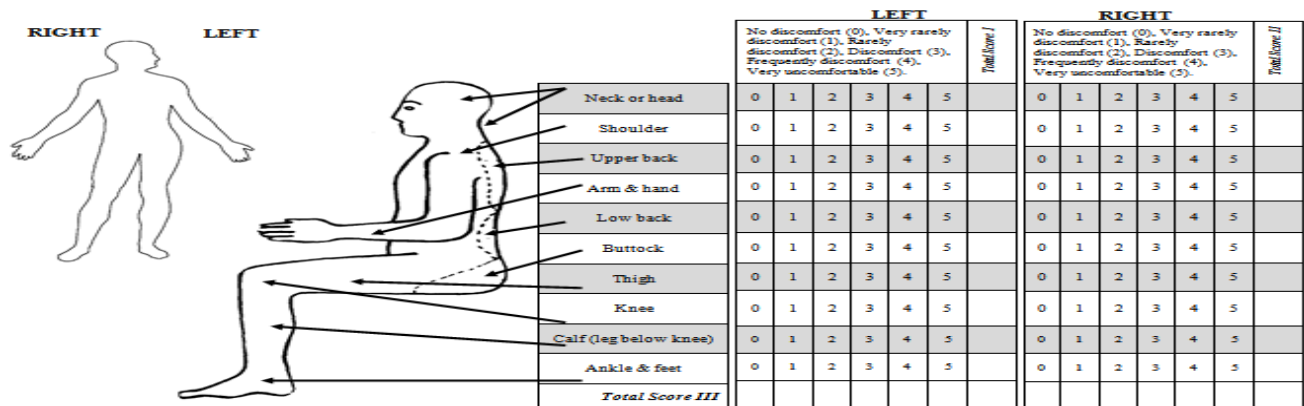 LEFT RIGHT
RIGHT LEFT
No discomfort (0), Very rarely
discomfort (1), Rarely
discomfort (2), Discomfort (3),
Frequently discomfort (4),
Very uncomfortable (5).
Total Score I
No discomfort (0), Very rarely
discomfort (1), Rarely
discomfort (2), Discomfort (3),
Frequently discomfort (4),
Very uncomfortable (5).
Total Score II
Neck or head 0 1 2 3 4 5 0 1 2 3 4 5
Shoulder 0 1 2 3 4 5 0 1 2 3 4 5
Upper back 0 1 2 3 4 5 0 1 2 3 4 5
Arm & hand 0 1 2 3 4 5 0 1 2 3 4 5
Low back 0 1 2 3 4 5 0 1 2 3 4 5
Buttock 0 1 2 3 4 5 0 1 2 3 4 5
Thigh 0 1 2 3 4 5 0 1 2 3 4 5
Knee 0 1 2 3 4 5 0 1 2 3 4 5
Calf (leg below knee) 0 1 2 3 4 5 0 1 2 3 4 5
Ankle & feet 0 1 2 3 4 5 0 1 2 3 4 5
Total Score III